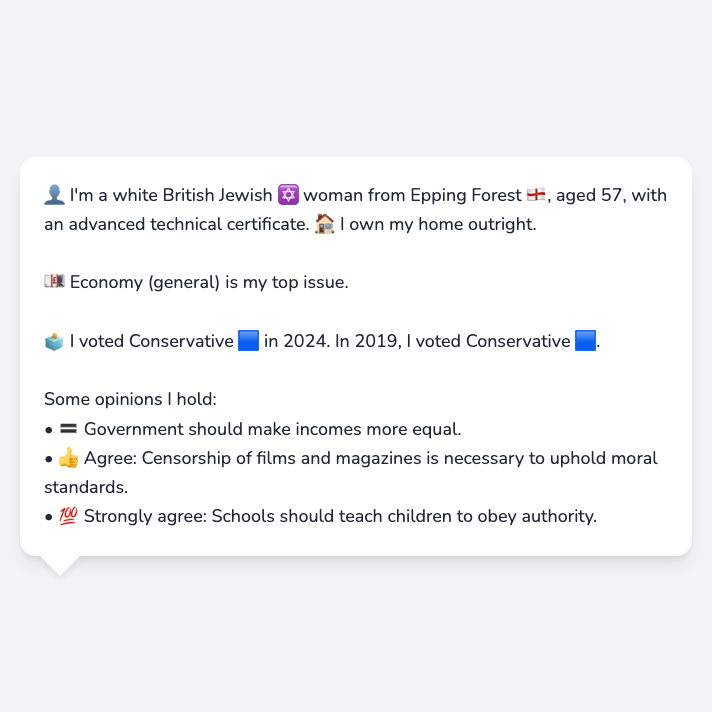 👤 I'm a white British Jewish ✡️ woman from Epping Forest 🏴󠁧󠁢󠁥󠁮󠁧󠁿, aged 57, with
an advanced technical certificate. 🏠 I own my home outright.
💷 Economy (general) is my top issue.
🗳️ I voted Conservative 🟦 in 2024. In 2019, I voted Conservative 🟦.
Some opinions I hold:
• 🟰 Government should make incomes more equal.
• 👍 Agree: Censorship of films and magazines is necessary to uphold moral
standards.
• 💯 Strongly agree: Schools should teach children to obey authority.